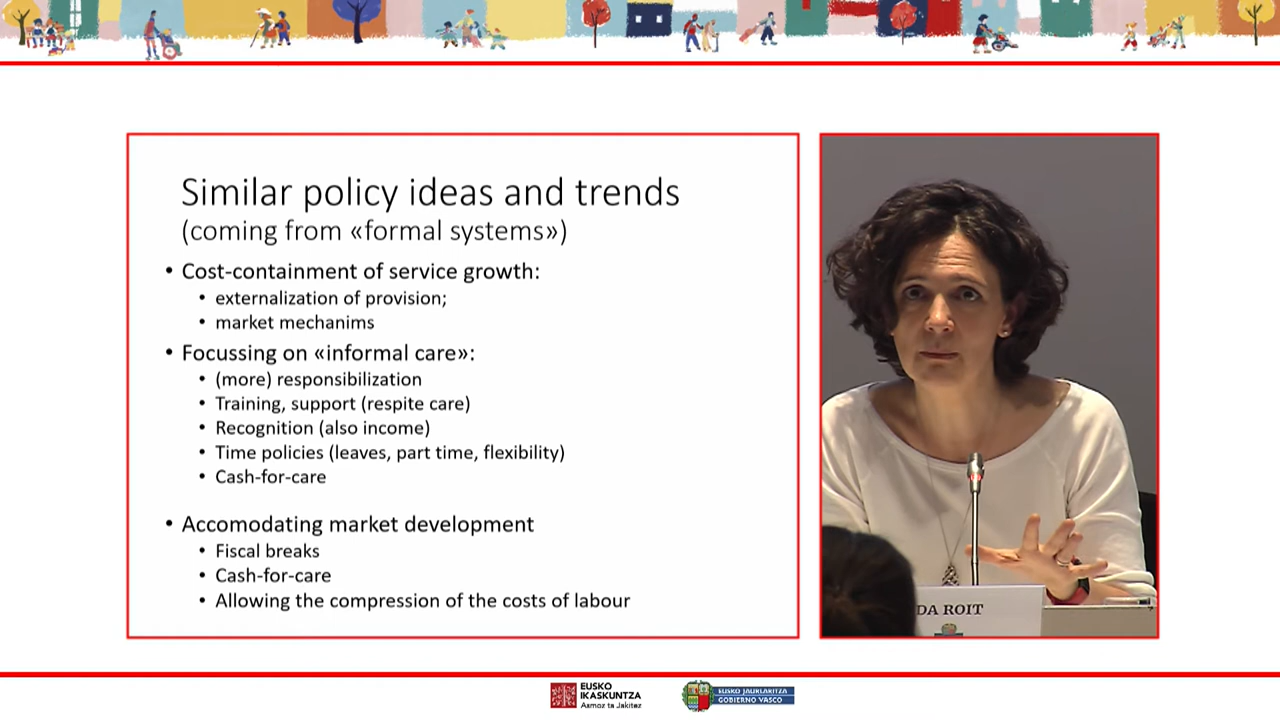 Similar policy ideas and trends
(coming from «formal systems»)
• Cost-containment of service growth:
• externalization of provision;
• market mechanims
• Focussing on «informal care»:
• (more) responsibilization
• Training, support (respite care)
• Recognition (also income)
• Time policies (leaves, part time, flexibility)
• Cash-for-care
• Accomodating market development
• Fiscal breaks
• Cash-for-care
• Allowing the compression of the costs of labour
DA ROIT
EUSKO
IKASKUNTZA
Asmoz ta Jakitez
EUSKO JAURLARITZA
GOBIERNO VASCO